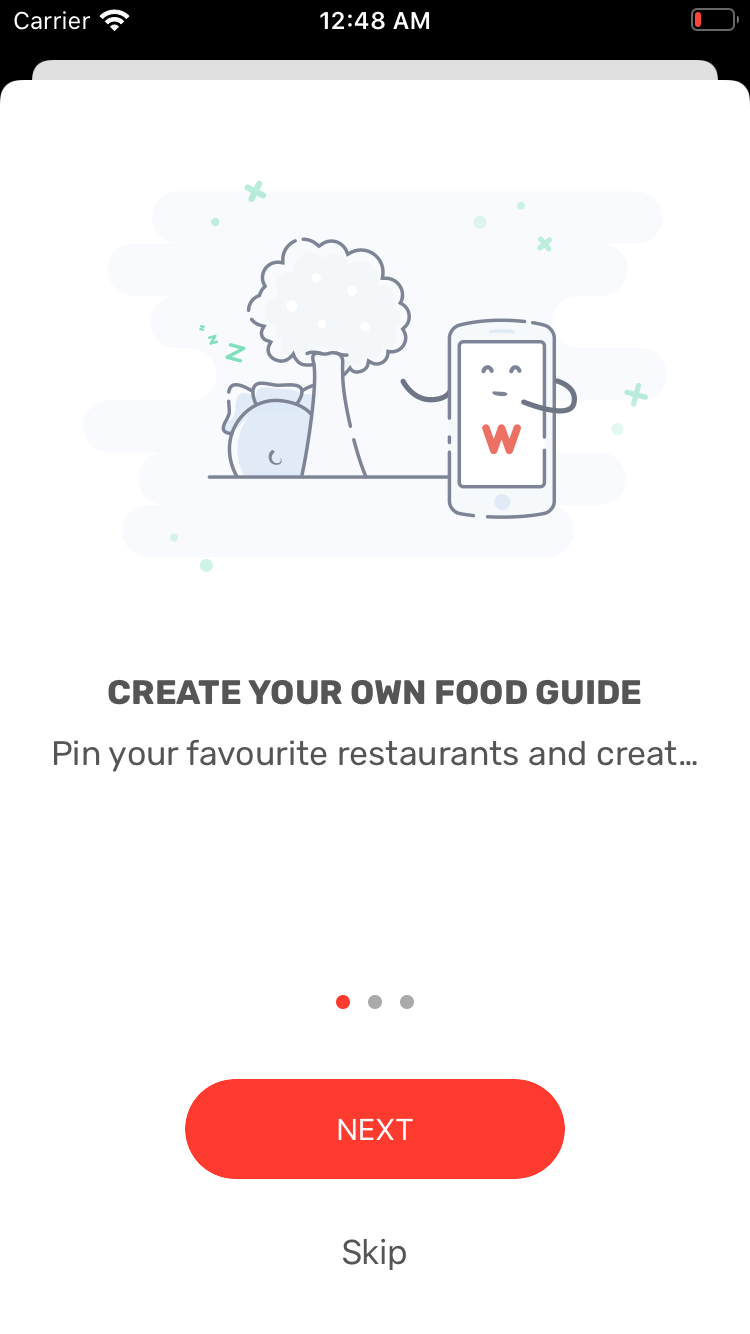 Carrier 12:48 AM
z
z
z
W
CREATE YOUR OWN FOOD GUIDE
Pin your favourite restaurants and creat...
NEXT
Skip